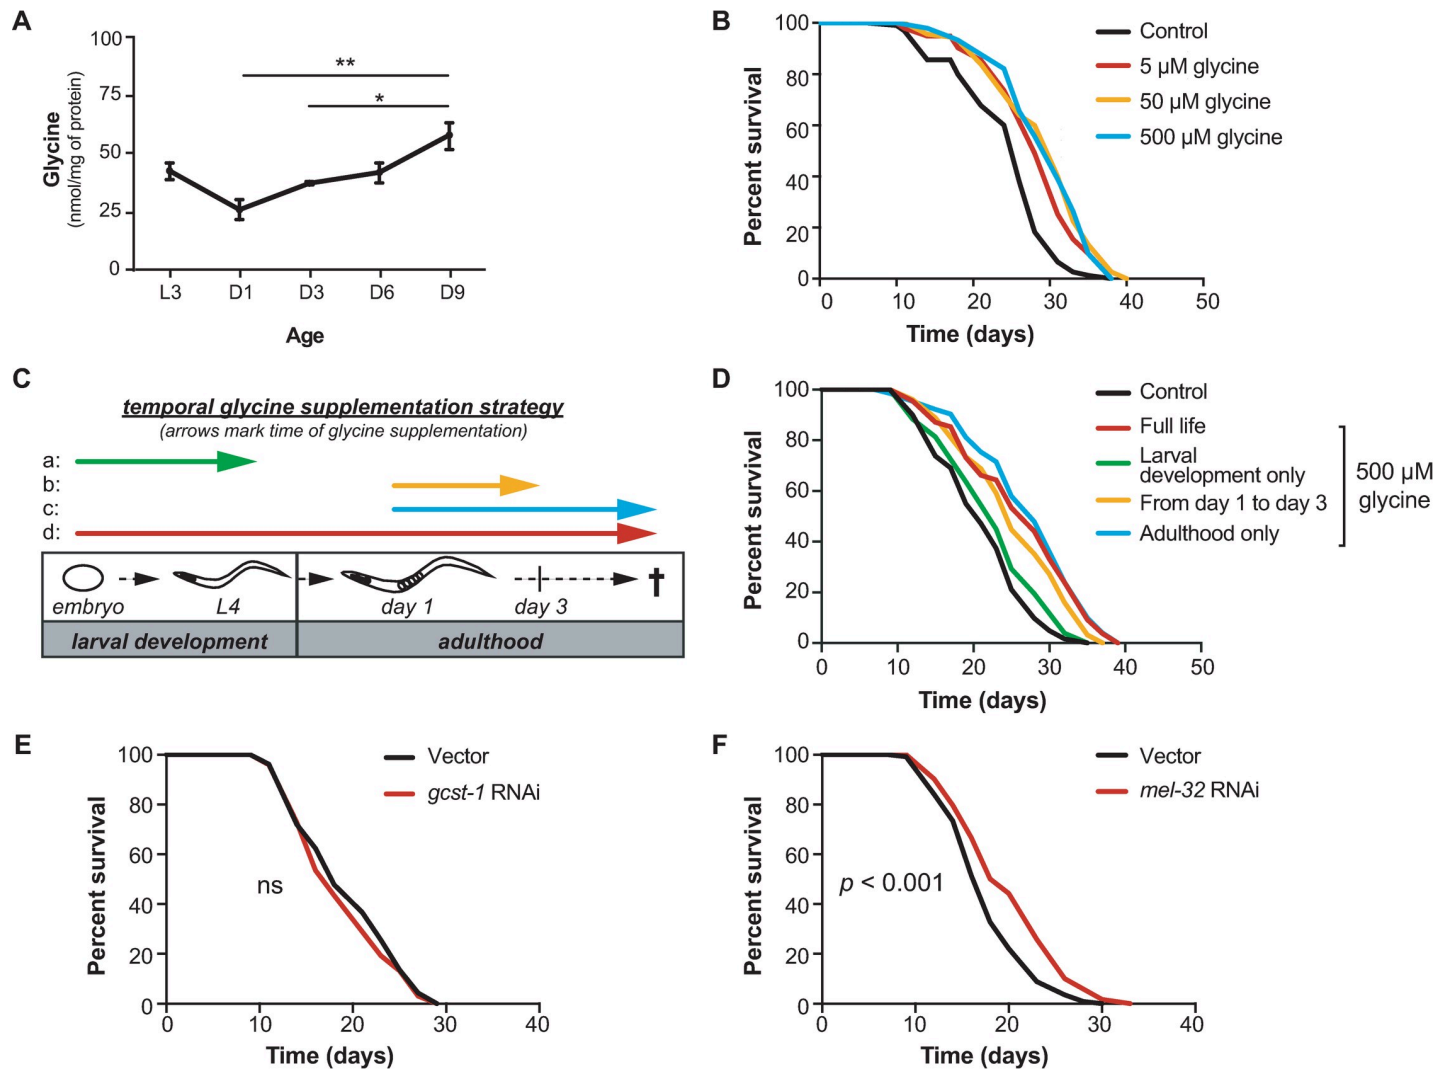 A
100
75
50
25
0
Glycine
(nmol/mg of protein)
**
*
L3 D1 D3 D6 D9
Age
B
100
80
60
40
20
0
Percent survival
0 10 20 30 40 50
Time (days)
Control
5 µM glycine
50 µM glycine
500 µM glycine
C
temporal glycine supplementation strategy
(arrows mark time of glycine supplementation)
a:
b:
c:
d:
embryo L4 day 1 day 3
larval development adulthood
D
100
80
60
40
20
0
Percent survival
0 10 20 30 40 50
Time (days)
Control
Full life
Larval
development only
From day 1 to day 3
Adulthood only
500 µM
glycine
E
100
80
60
40
20
0
Percent survival
ns
0 10 20 30 40
Time (days)
Vector
gcst-1 RNAi
F
100
80
60
40
20
0
Percent survival
p < 0.001
0 10 20 30 40
Time (days)
Vector
mel-32 RNAi